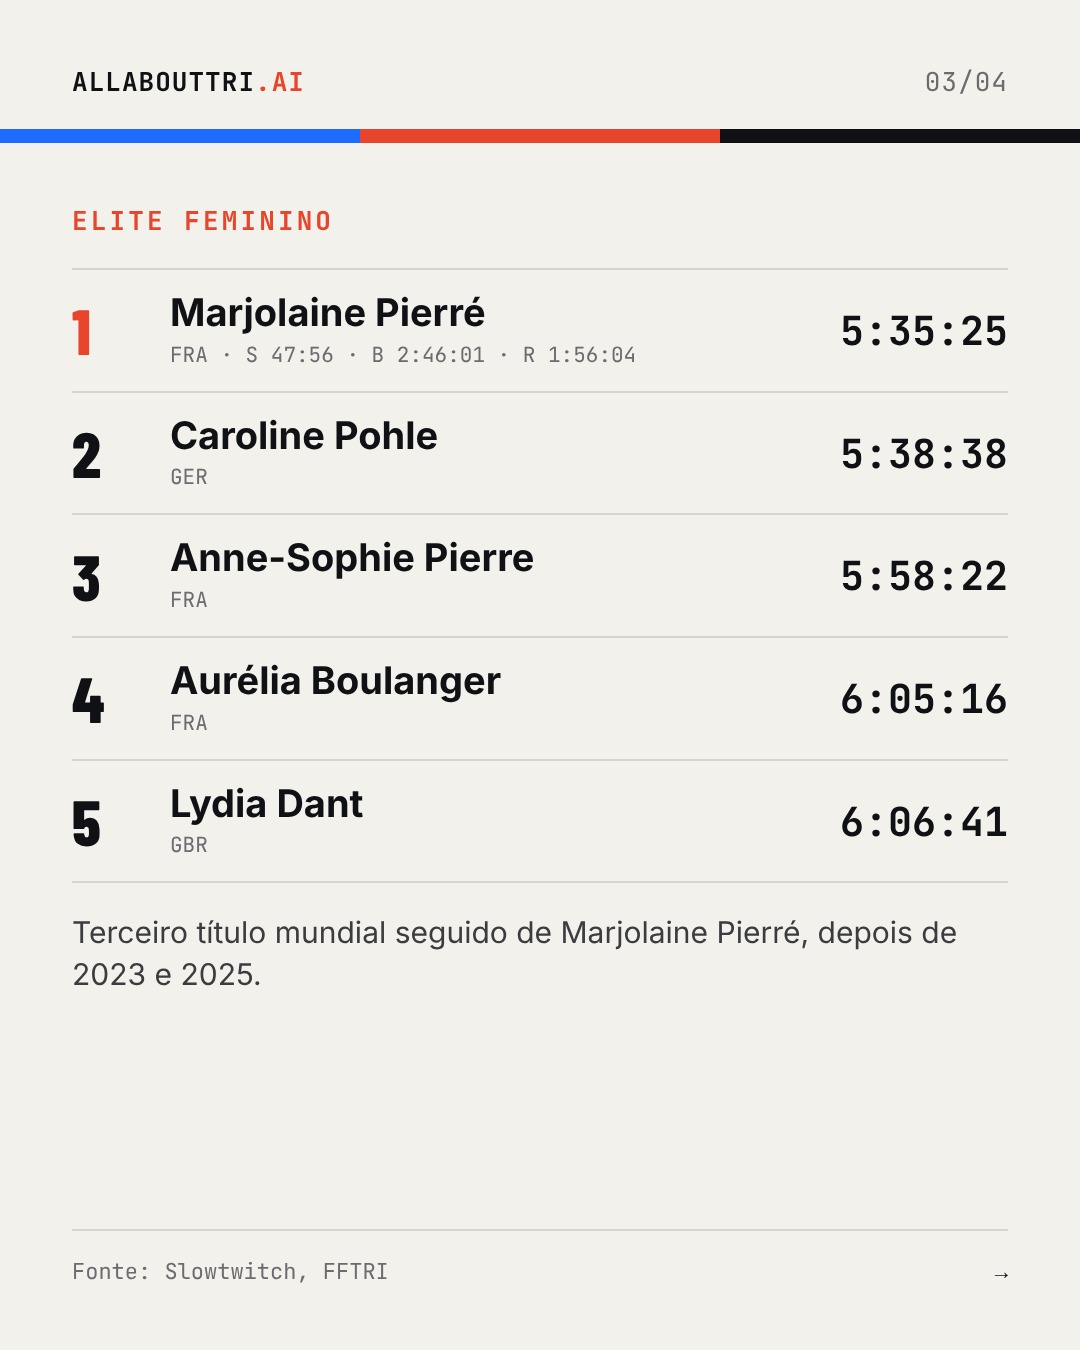 ALLABOUTTRI.AI
03/04
ELITE FEMININO
1
Marjolaine Pierré
FRA · S 47:56 · B 2:46:01 · R 1:56:04
5:35:25
2
Caroline Pohle
GER
5:38:38
3
Anne-Sophie Pierre
FRA
5:58:22
4
Aurélia Boulanger
FRA
6:05:16
5
Lydia Dant
GBR
6:06:41
Terceiro título mundial seguido de Marjolaine Pierré, depois de
2023 e 2025.
Fonte: Slowtwitch, FFTRI
→